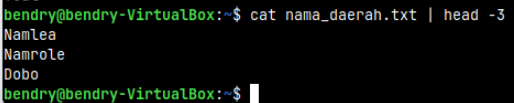 bendry@bendry-VirtualBox:~$ cat nama_daerah.txt | head -3
Namlea
Namrole
Dobo
bendry@bendry-VirtualBox:~$